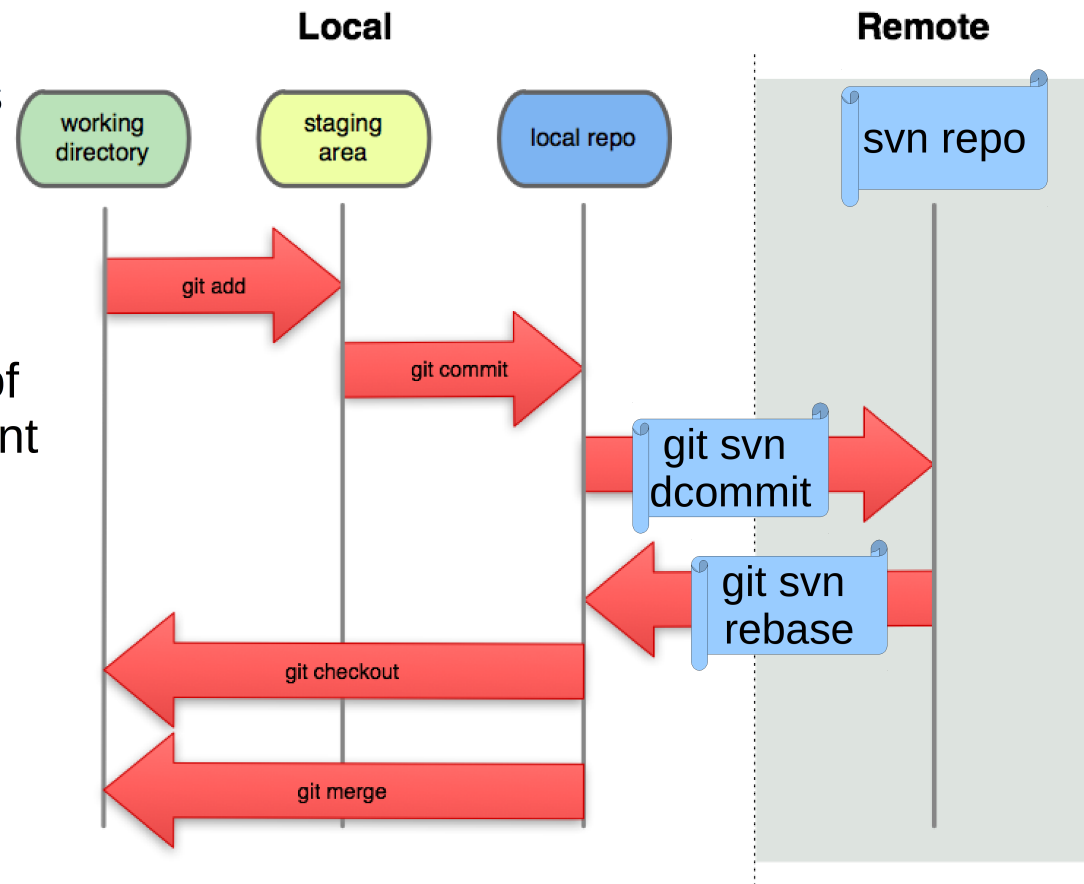 Local
Remote
s
working
directory
staging
area
local repo
svn repo
git add
git commit
of
nt
git svn
dcommit
git svn
rebase
git checkout
git merge